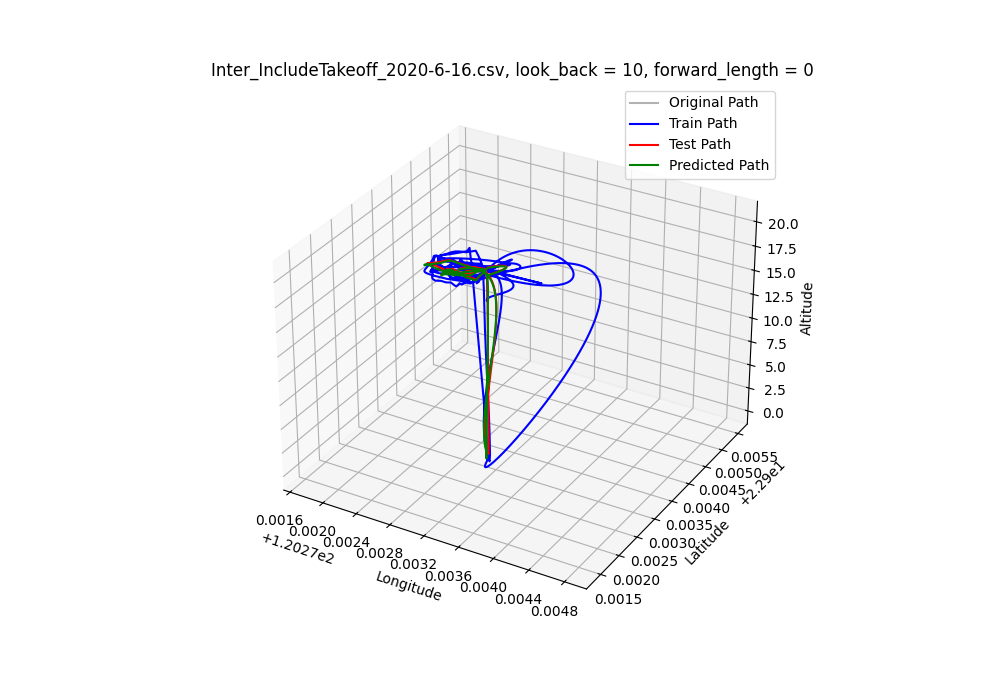 Inter_IncludeTakeoff_2020-6-16.csv, look_back = 10, forward_length = 0
Original Path
Train Path
Test Path
Predicted Path
20.0
17.5
15.0
12.5
10.0
7.5
5.0
2.5
0.0
Altitude
0.0055
0.0050
0.0045
0.0040
0.0035
0.0030
0.0025
0.0020
0.0015
+2.29e1
Latitude
0.0016
0.0020
0.0024
0.0028
0.0032
0.0036
0.0040
0.0044
0.0048
+1.2027e2
Longitude